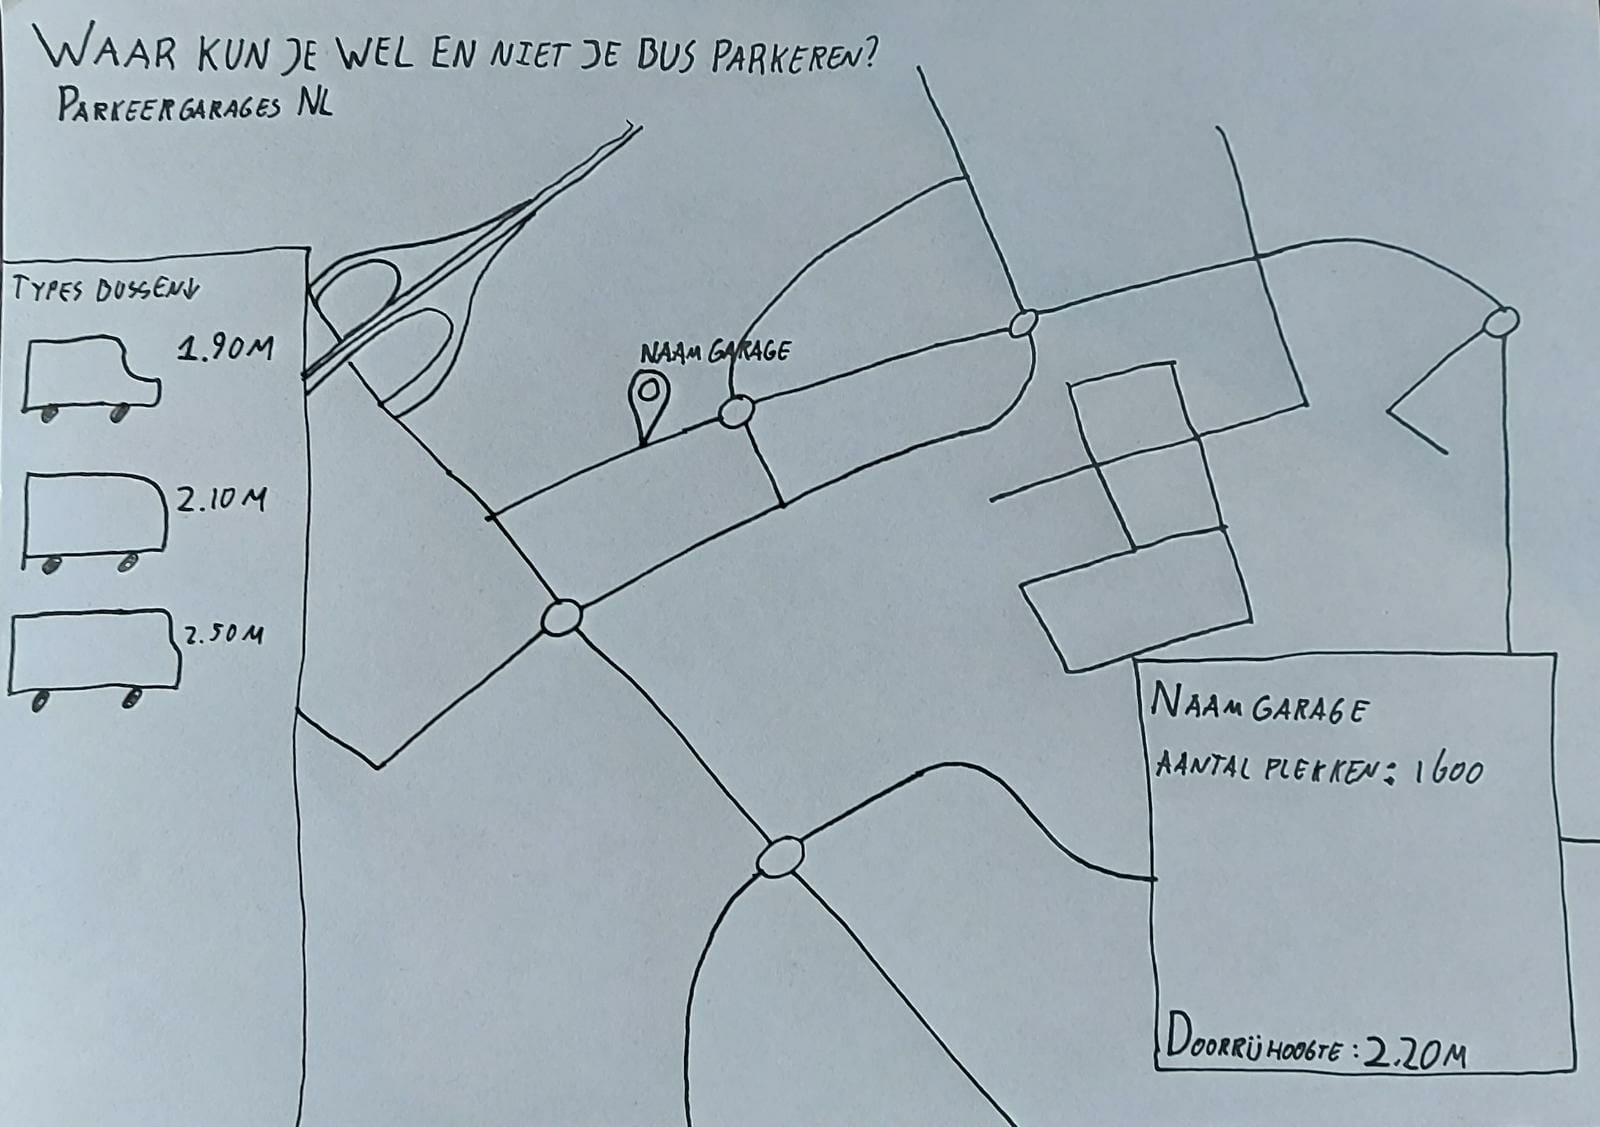 WAAR KUN JE WEL EN NIET JE BUS PARKEREN?
PARKEERGARAGES NL
TYPES BUSSEN↓
1.90M
2.10M
2.50M
NAAM GARAGE
NAAM GARAGE
AANTAL PLEKKEN: 1600
DOORRIJHOOGTE: 2.20M